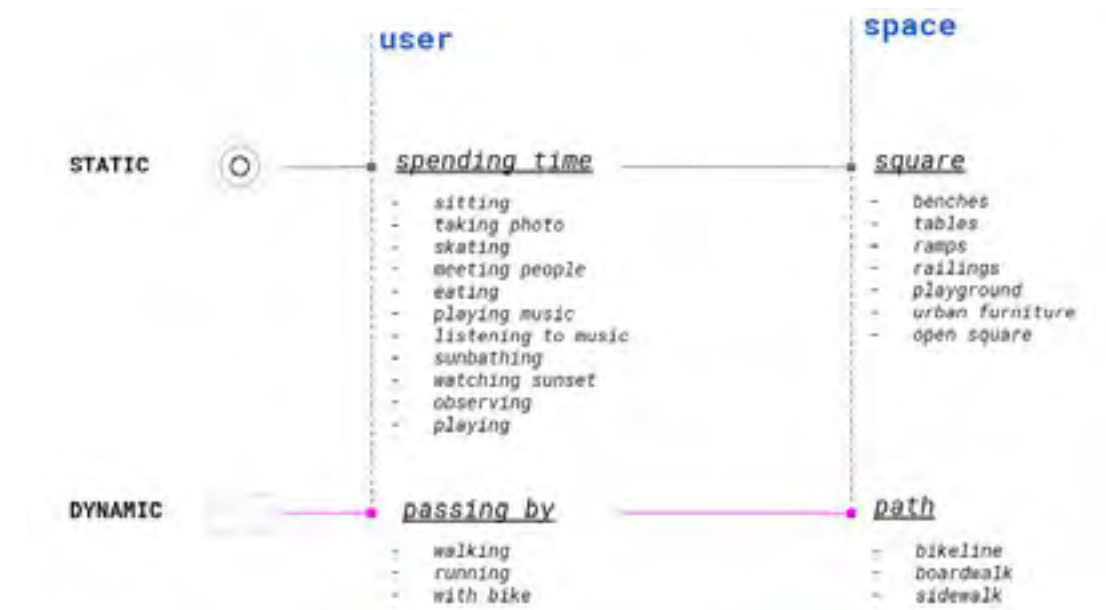 user
space
STATIC
spending time
square
- sitting
- taking photo
- skating
- meeting people
- eating
- playing music
- listening to music
- sunbathing
- watching sunset
- observing
- playing
- benches
- tables
- ramps
- railings
- playground
- urban furniture
- open square
DYNAMIC
passing by
path
- walking
- running
- with bike
- bikeline
- boardwalk
- sidewalk